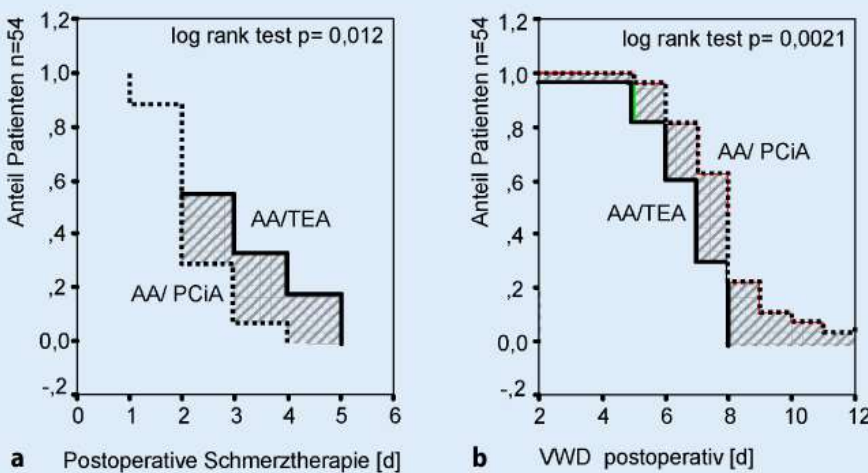 a
Anteil Patienten n=54
1,2
1,0
,8
,6
,4
,2
0,0
-,2
log rank test p= 0,012
AA/TEA
AA/ PCiA
0 1 2 3 4 5 6
Postoperative Schmerztherapie [d]
b
Anteil Patienten n=54
1,2
1,0
,8
,6
,4
,2
0,0
-,2
log rank test p= 0,0021
AA/ PCiA
AA/TEA
2 4 6 8 10 12
VWD postoperativ [d]